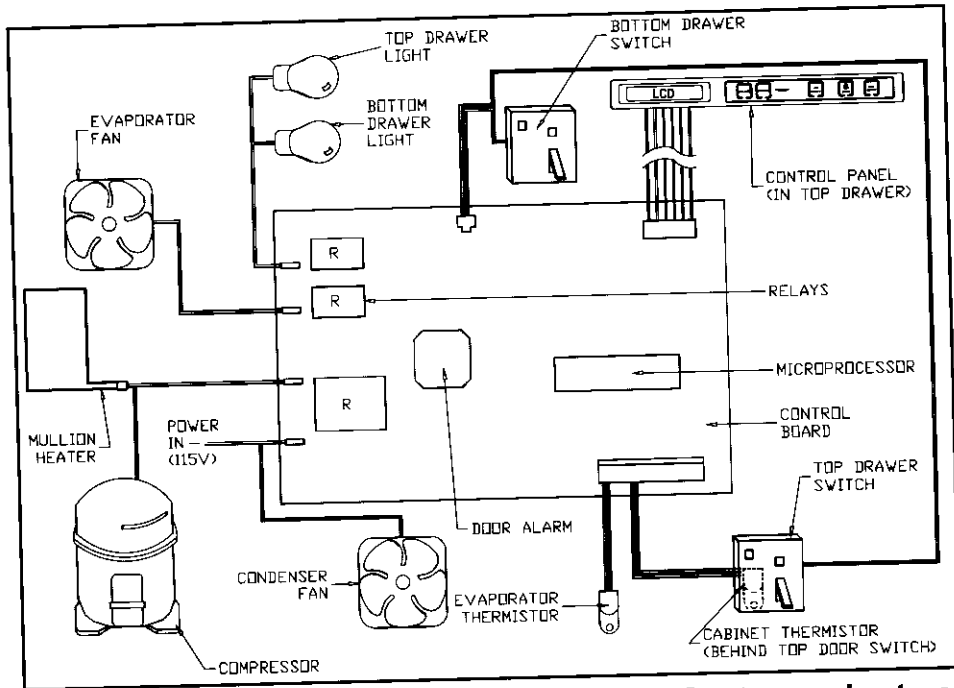 TOP DRAWER
LIGHT
BOTTOM DRAWER
SWITCH
LCD
BOTTOM
DRAWER
LIGHT
EVAPORATOR
FAN
CONTROL PANEL
(IN TOP DRAWER)
R
R
RELAYS
MICROPROCESSOR
R
CONTROL
BOARD
POWER
IN
(115V)
MULLION
HEATER
TOP DRAWER
SWITCH
DOOR ALARM
CONDENSER
FAN
EVAPORATOR
THERMISTOR
CABINET THERMISTOR
(BEHIND TOP DOOR SWITCH)
COMPRESSOR